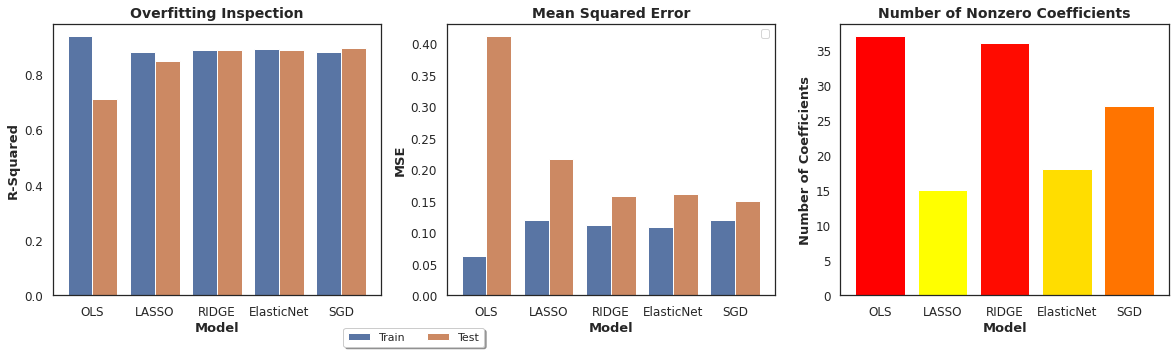 Overfitting Inspection
R-Squared
0.8
0.6
0.4
0.2
0.0
OLS LASSO RIDGE ElasticNet SGD
Model
Mean Squared Error
MSE
0.40
0.35
0.30
0.25
0.20
0.15
0.10
0.05
0.00
OLS LASSO RIDGE ElasticNet SGD
Model
Number of Nonzero Coefficients
Number of Coefficients
35
30
25
20
15
10
5
0
OLS LASSO RIDGE ElasticNet SGD
Model
Train Test